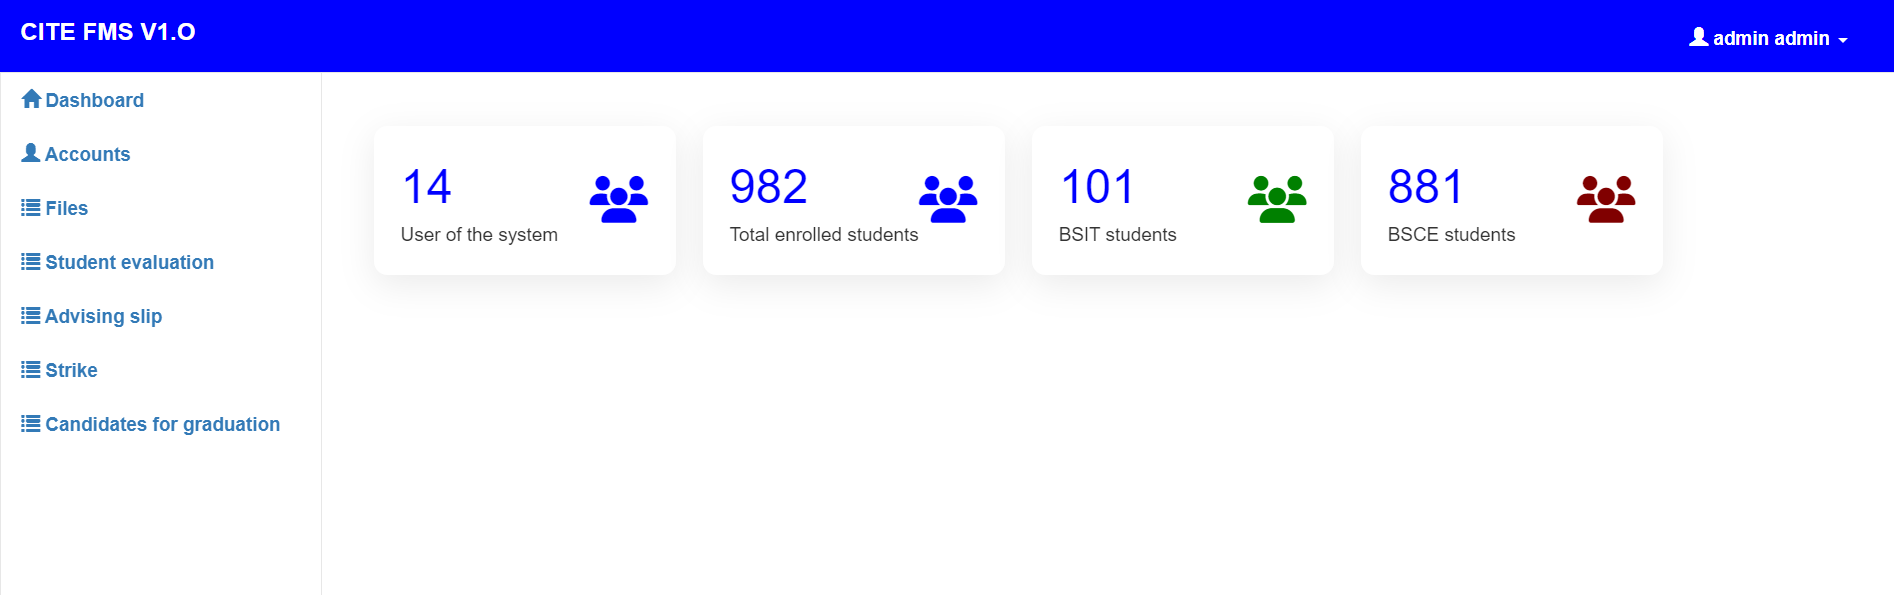 CITE FMS V1.O
admin admin
Dashboard
Accounts
Files
Student evaluation
Advising slip
Strike
Candidates for graduation
14
User of the system
982
Total enrolled students
101
BSIT students
881
BSCE students